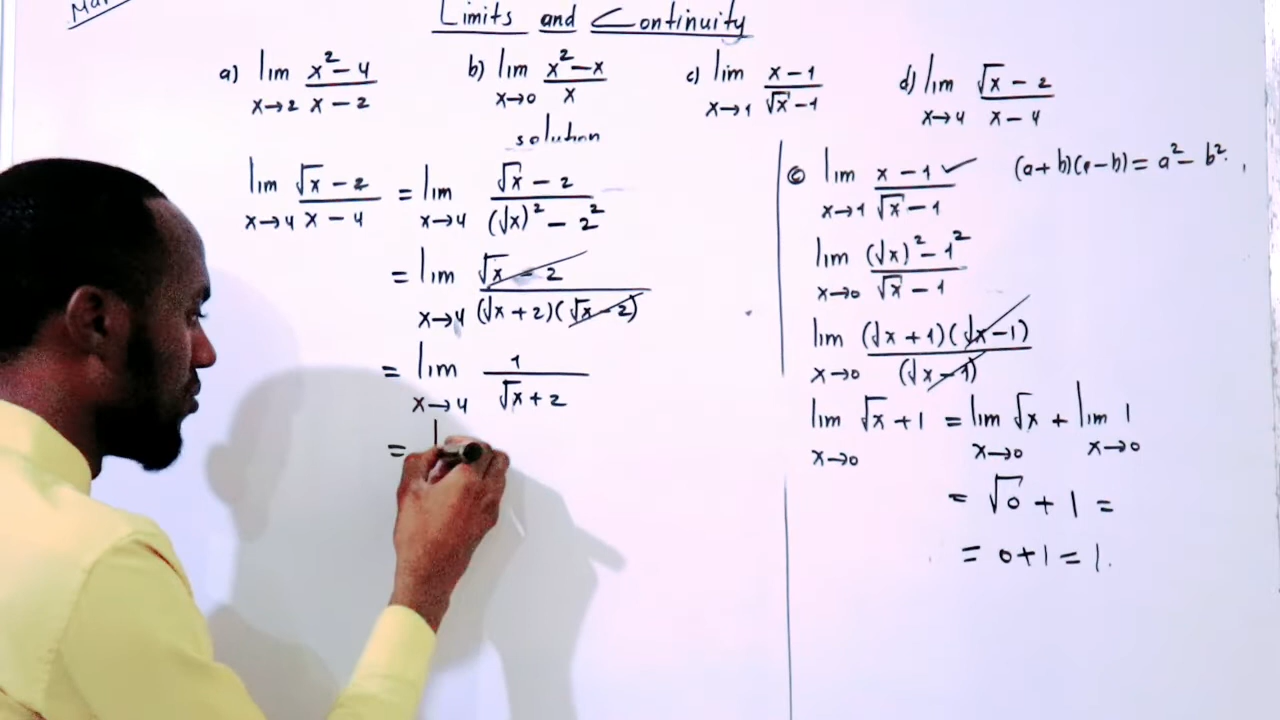 Limits and Continuity
a) lim x→2 x² - 4 / x - 2 b) lim x→0 x² - x / x c) lim x→1 x - 1 / √x - 1 d) lim x→4 √x - 2 / x - 4
solution
lim x→4 √x - 2 / x - 4 = lim x→4 √x - 2 / (√x)² - 2²
= lim x→4 √x - 2 / (√x + 2)(√x - 2)
= lim x→4 1 / √x + 2
=
© lim x→1 x - 1 / √x - 1 ✓ (a+b)(a-b) = a² - b².
lim x→0 (√x)² - 1² / √x - 1
lim x→0 (√x + 1)(√x - 1) / (√x - 1)
lim x→0 √x + 1 = lim x→0 √x + lim x→0 1
= √0 + 1 =
= 0 + 1 = 1.